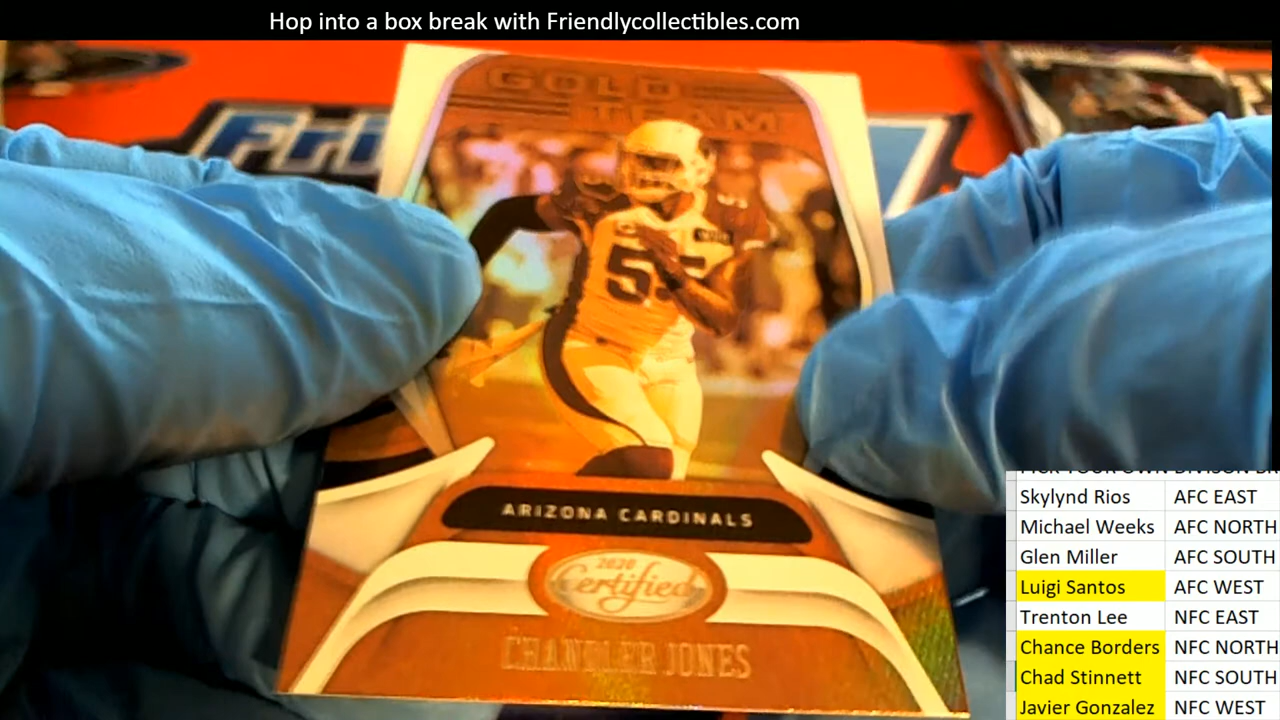 Hop into a box break with Friendlycollectibles.com
GOLD
TEAM
Fri
55
ARIZONA CARDINALS
2020
Certified
CHANDLER JONES
Skylynd Rios AFC EAST
Michael Weeks AFC NORTH
Glen Miller AFC SOUTH
Luigi Santos AFC WEST
Trenton Lee NFC EAST
Chance Borders NFC NORTH
Chad Stinnett NFC SOUTH
Javier Gonzalez NFC WEST